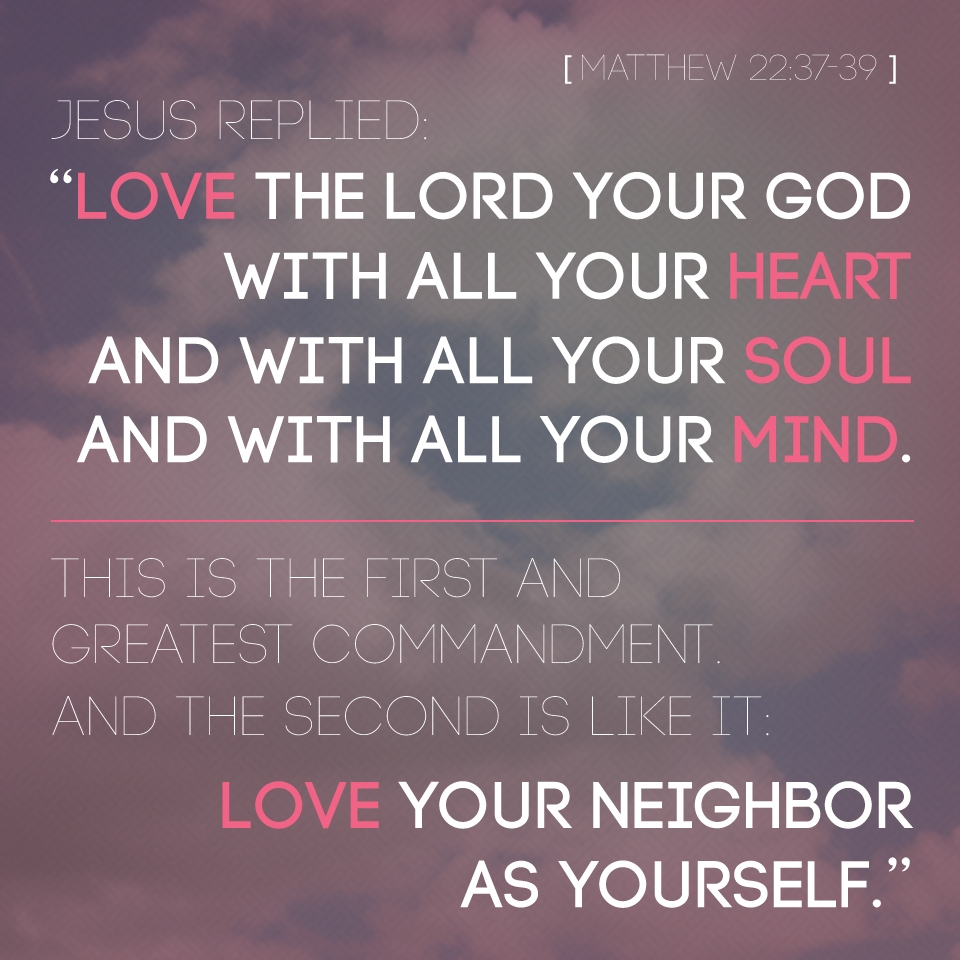 [ MATTHEW 22:37-39 ]
JESUS REPLIED:
“LOVE THE LORD YOUR GOD
WITH ALL YOUR HEART
AND WITH ALL YOUR SOUL
AND WITH ALL YOUR MIND.
THIS IS THE FIRST AND
GREATEST COMMANDMENT.
AND THE SECOND IS LIKE IT:
LOVE YOUR NEIGHBOR
AS YOURSELF.”